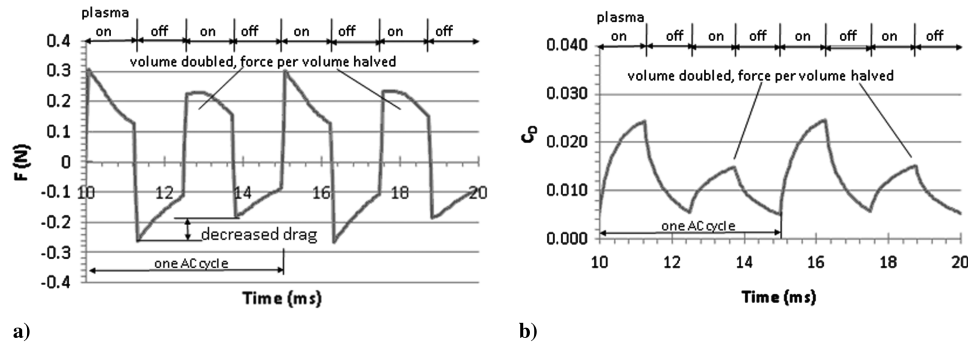 plasma
on off on off on off on off
volume doubled, force per volume halved
0.4
0.3
0.2
0.1
0
-0.1
-0.2
-0.3
-0.4
F (N)
10 12 14 16 18 20
decreased drag
one AC cycle
Time (ms)
a)
plasma
on off on off on off on off
volume doubled, force per volume halved
0.040
0.030
0.020
0.010
0.000
CD
one AC cycle
10 12 14 16 18 20
Time (ms)
b)